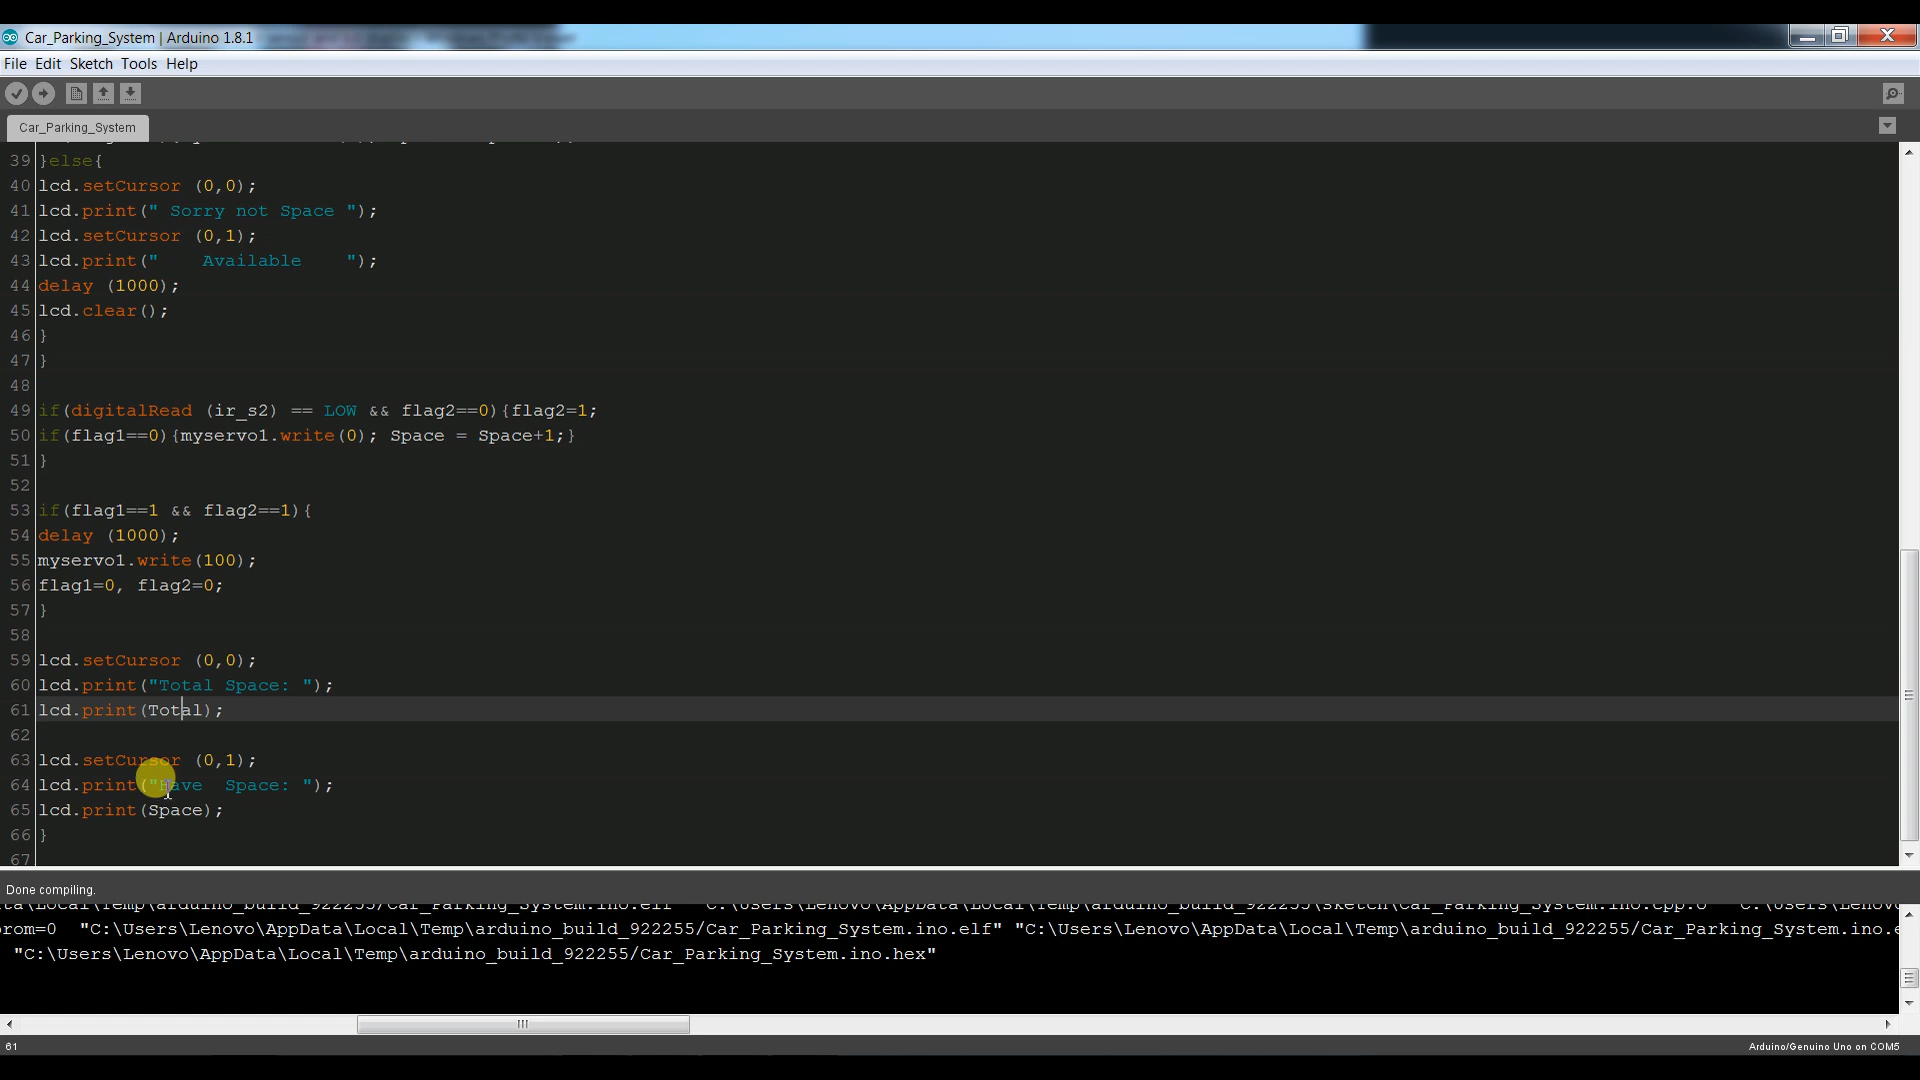 Car_Parking_System | Arduino 1.8.1
File Edit Sketch Tools Help
Car_Parking_System
39 }else{
40 lcd.setCursor (0,0);
41 lcd.print(" Sorry not Space ");
42 lcd.setCursor (0,1);
43 lcd.print("    Available    ");
44 delay (1000);
45 lcd.clear();
46 }
47 }
48
49 if(digitalRead (ir_s2) == LOW && flag2==0){flag2=1;
50 if(flag1==0){myservo1.write(0); Space = Space+1;}
51 }
52
53 if(flag1==1 && flag2==1){
54 delay (1000);
55 myservo1.write(100);
56 flag1=0, flag2=0;
57 }
58
59 lcd.setCursor (0,0);
60 lcd.print("Total Space: ");
61 lcd.print(Total);
62
63 lcd.setCursor (0,1);
64 lcd.print("Have  Space: ");
65 lcd.print(Space);
66 }
67
Done compiling.
ta\Local\Temp\arduino_build_922255/Car_Parking_System.ino.elf" "C:\Users\Lenovo\AppData\Local\Temp\arduino_build_922255\sketch\Car_Parking_System.ino.cpp.o" "C:\Users\Lenovo
rom=0  "C:\Users\Lenovo\AppData\Local\Temp\arduino_build_922255/Car_Parking_System.ino.elf" "C:\Users\Lenovo\AppData\Local\Temp\arduino_build_922255/Car_Parking_System.ino.e
"C:\Users\Lenovo\AppData\Local\Temp\arduino_build_922255/Car_Parking_System.ino.hex"
61
Arduino/Genuino Uno on COM5